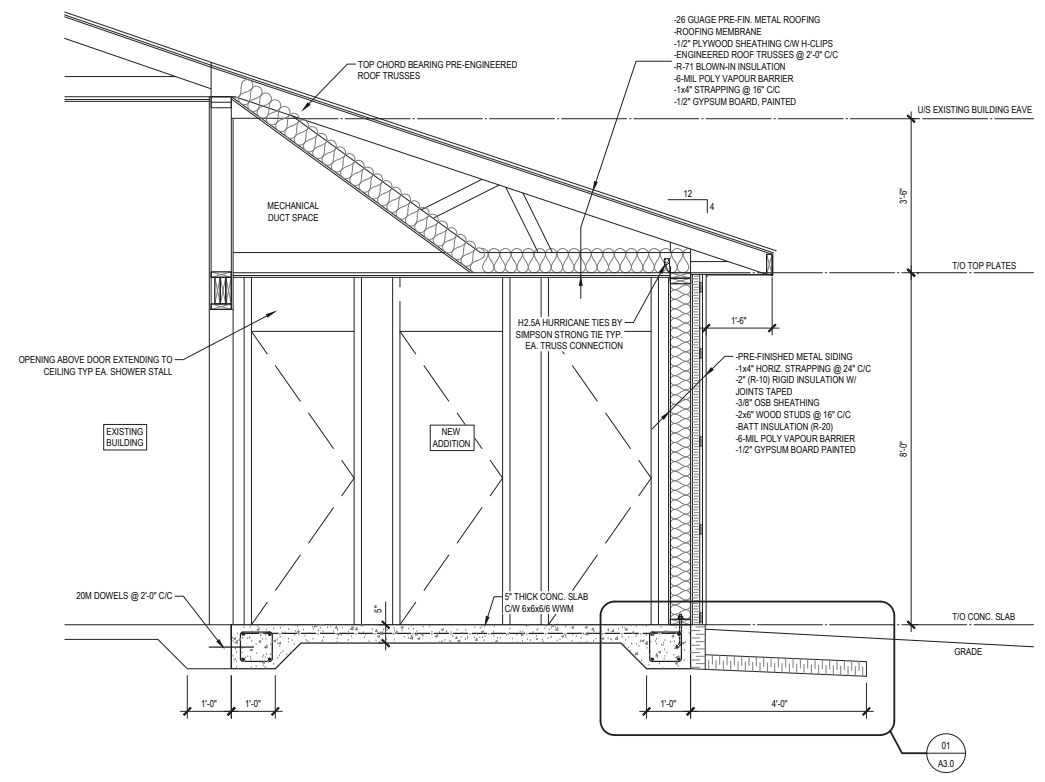 -26 GUAGE PRE-FIN. METAL ROOFING
-ROOFING MEMBRANE
-1/2" PLYWOOD SHEATHING C/W H-CLIPS
-ENGINEERED ROOF TRUSSES @ 2'-0" C/C
-R-71 BLOWN-IN INSULATION
-6-MIL POLY VAPOUR BARRIER
-1x4" STRAPPING @ 16" C/C
-1/2" GYPSUM BOARD, PAINTED
TOP CHORD BEARING PRE-ENGINEERED
ROOF TRUSSES
U/S EXISTING BUILDING EAVE
12
4
3'-6"
MECHANICAL
DUCT SPACE
T/O TOP PLATES
1'-6"
H2.5A HURRICANE TIES BY
SIMPSON STRONG TIE TYP.
EA. TRUSS CONNECTION
OPENING ABOVE DOOR EXTENDING TO
CEILING TYP EA. SHOWER STALL
-PRE-FINISHED METAL SIDING
-1x4" HORIZ. STRAPPING @ 24" C/C
-2" (R-10) RIGID INSULATION W/
JOINTS TAPED
-3/8" OSB SHEATHING
-2x6" WOOD STUDS @ 16" C/C
-BATT INSULATION (R-20)
-6-MIL POLY VAPOUR BARRIER
-1/2" GYPSUM BOARD PAINTED
EXISTING
BUILDING
NEW
ADDITION
8'-0"
20M DOWELS @ 2'-0" C/C
5"
5" THICK CONC. SLAB
C/W 6x6x6/6 WWM
T/O CONC. SLAB
GRADE
1'-0"
1'-0"
1'-0"
4'-0"
01
A3.0